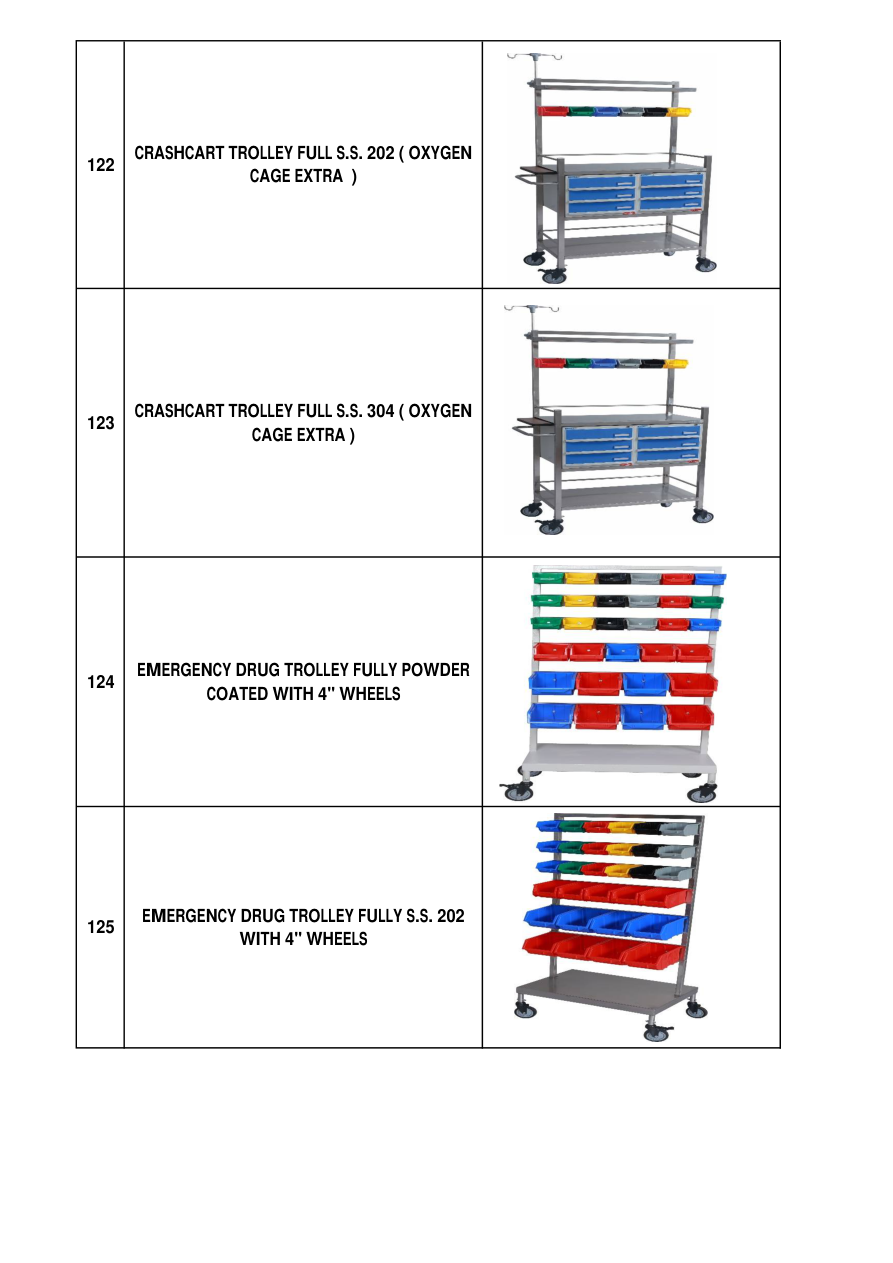 122
CRASHCART TROLLEY FULL S.S. 202 ( OXYGEN
CAGE EXTRA  )
123
CRASHCART TROLLEY FULL S.S. 304 ( OXYGEN
CAGE EXTRA )
124
EMERGENCY DRUG TROLLEY FULLY POWDER
COATED WITH 4" WHEELS
125
EMERGENCY DRUG TROLLEY FULLY S.S. 202
WITH 4" WHEELS